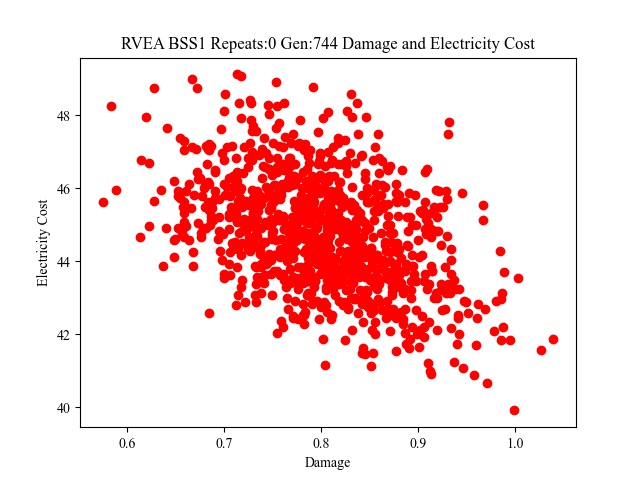 RVEA BSS1 Repeats:0 Gen:744 Damage and Electricity Cost
48
46
44
42
40
Electricity Cost
0.6 0.7 0.8 0.9 1.0
Damage